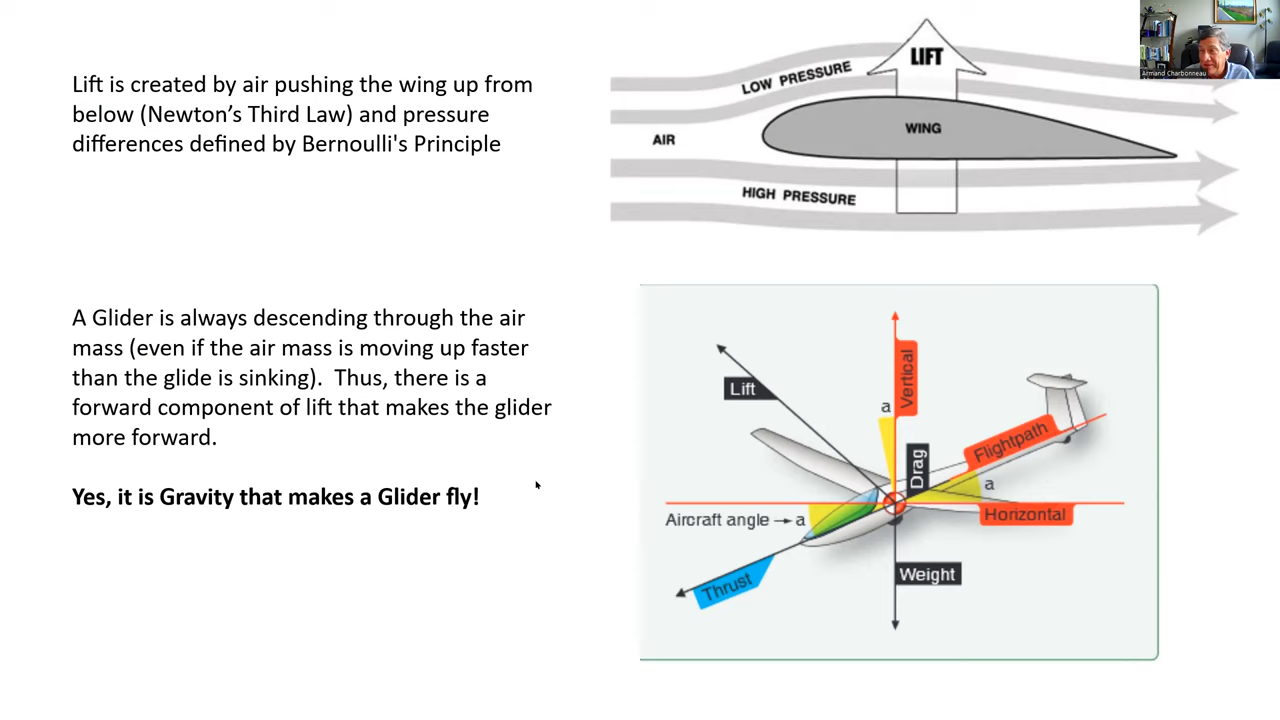 Lift is created by air pushing the wing up from
below (Newton’s Third Law) and pressure
differences defined by Bernoulli's Principle
LIFT
LOW PRESSURE
WING
AIR
HIGH PRESSURE
Armand Charbonneau
A Glider is always descending through the air
mass (even if the air mass is moving up faster
than the glide is sinking). Thus, there is a
forward component of lift that makes the glider
more forward.
Yes, it is Gravity that makes a Glider fly!
Lift
Vertical
a
Drag
Flightpath
a
Horizontal
Aircraft angle → a
Weight
Thrust